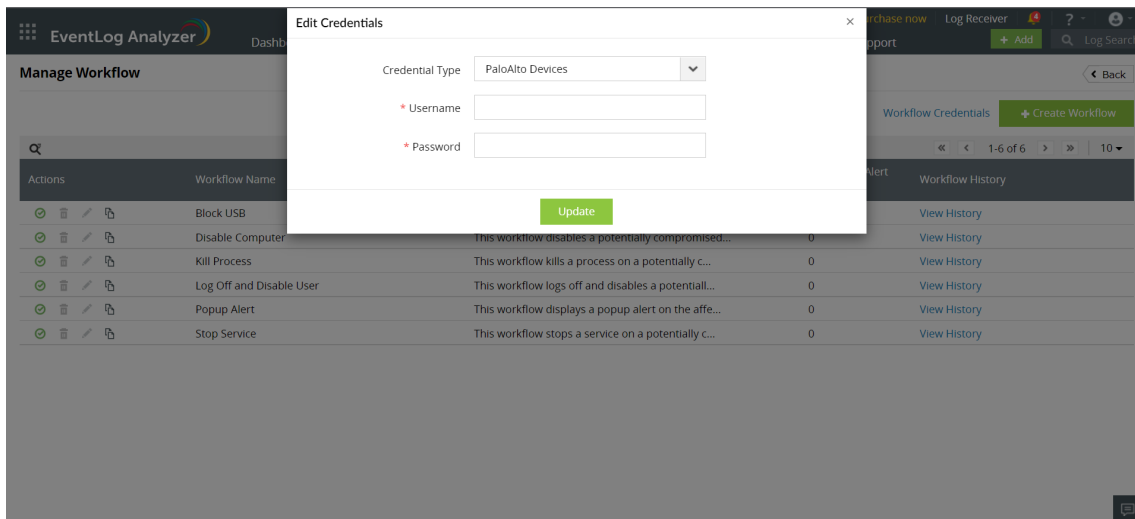 Edit Credentials ×
EventLog Analyzer
Dashb
rchase now Log Receiver 4 ?
pport + Add Log Search
Manage Workflow
Back
Credential Type PaloAlto Devices
* Username
* Password
Update
Workflow Credentials + Create Workflow
1-6 of 6 10
Actions Workflow Name Alert Workflow History
Block USB View History
Disable Computer This workflow disables a potentially compromised... 0 View History
Kill Process This workflow kills a process on a potentially c... 0 View History
Log Off and Disable User This workflow logs off and disables a potentiall... 0 View History
Popup Alert This workflow displays a popup alert on the affe... 0 View History
Stop Service This workflow stops a service on a potentially c... 0 View History